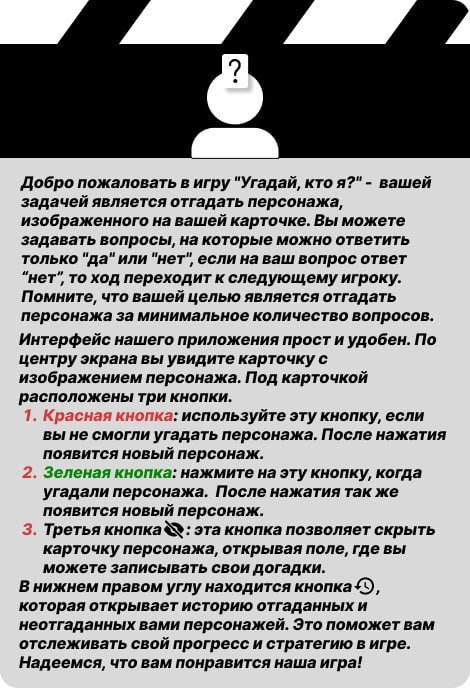 ?
Добро пожаловать в игру "Угадай, кто я?" - вашей
задачей является отгадать персонажа,
изображенного на вашей карточке. Вы можете
задавать вопросы, на которые можно ответить
только "да" или "нет", если на ваш вопрос ответ
“нет”, то ход переходит к следующему игроку.
Помните, что вашей целью является отгадать
персонажа за минимальное количество вопросов.
Интерфейс нашего приложения прост и удобен. По
центру экрана вы увидите карточку с
изображением персонажа. Под карточкой
расположены три кнопки.
1. Красная кнопка: используйте эту кнопку, если
вы не смогли угадать персонажа. После нажатия
появится новый персонаж.
2. Зеленая кнопка: нажмите на эту кнопку, когда
угадали персонажа. После нажатия так же
появится новый персонаж.
3. Третья кнопка : эта кнопка позволяет скрыть
карточку персонажа, открывая поле, где вы
можете записывать свои догадки.
В нижнем правом углу находится кнопка ,
которая открывает историю отгаданных и
неотгаданных вами персонажей. Это поможет вам
отслеживать свой прогресс и стратегию в игре.
Надеемся, что вам понравится наша игра!